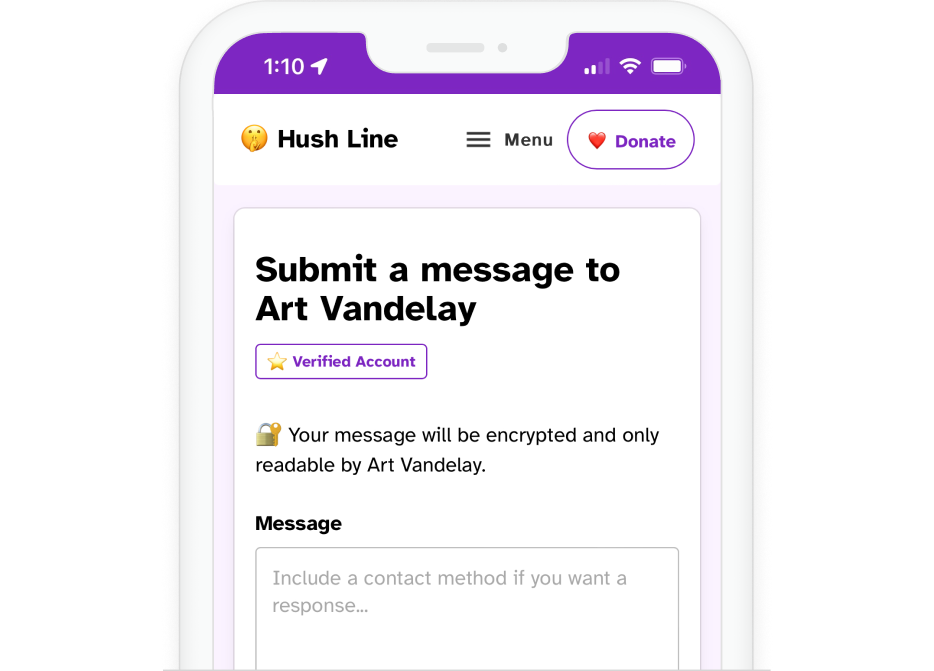 1:10
Hush Line
Menu
Donate
Submit a message to
Art Vandelay
Verified Account
Your message will be encrypted and only
readable by Art Vandelay.
Message
Include a contact method if you want a
response...